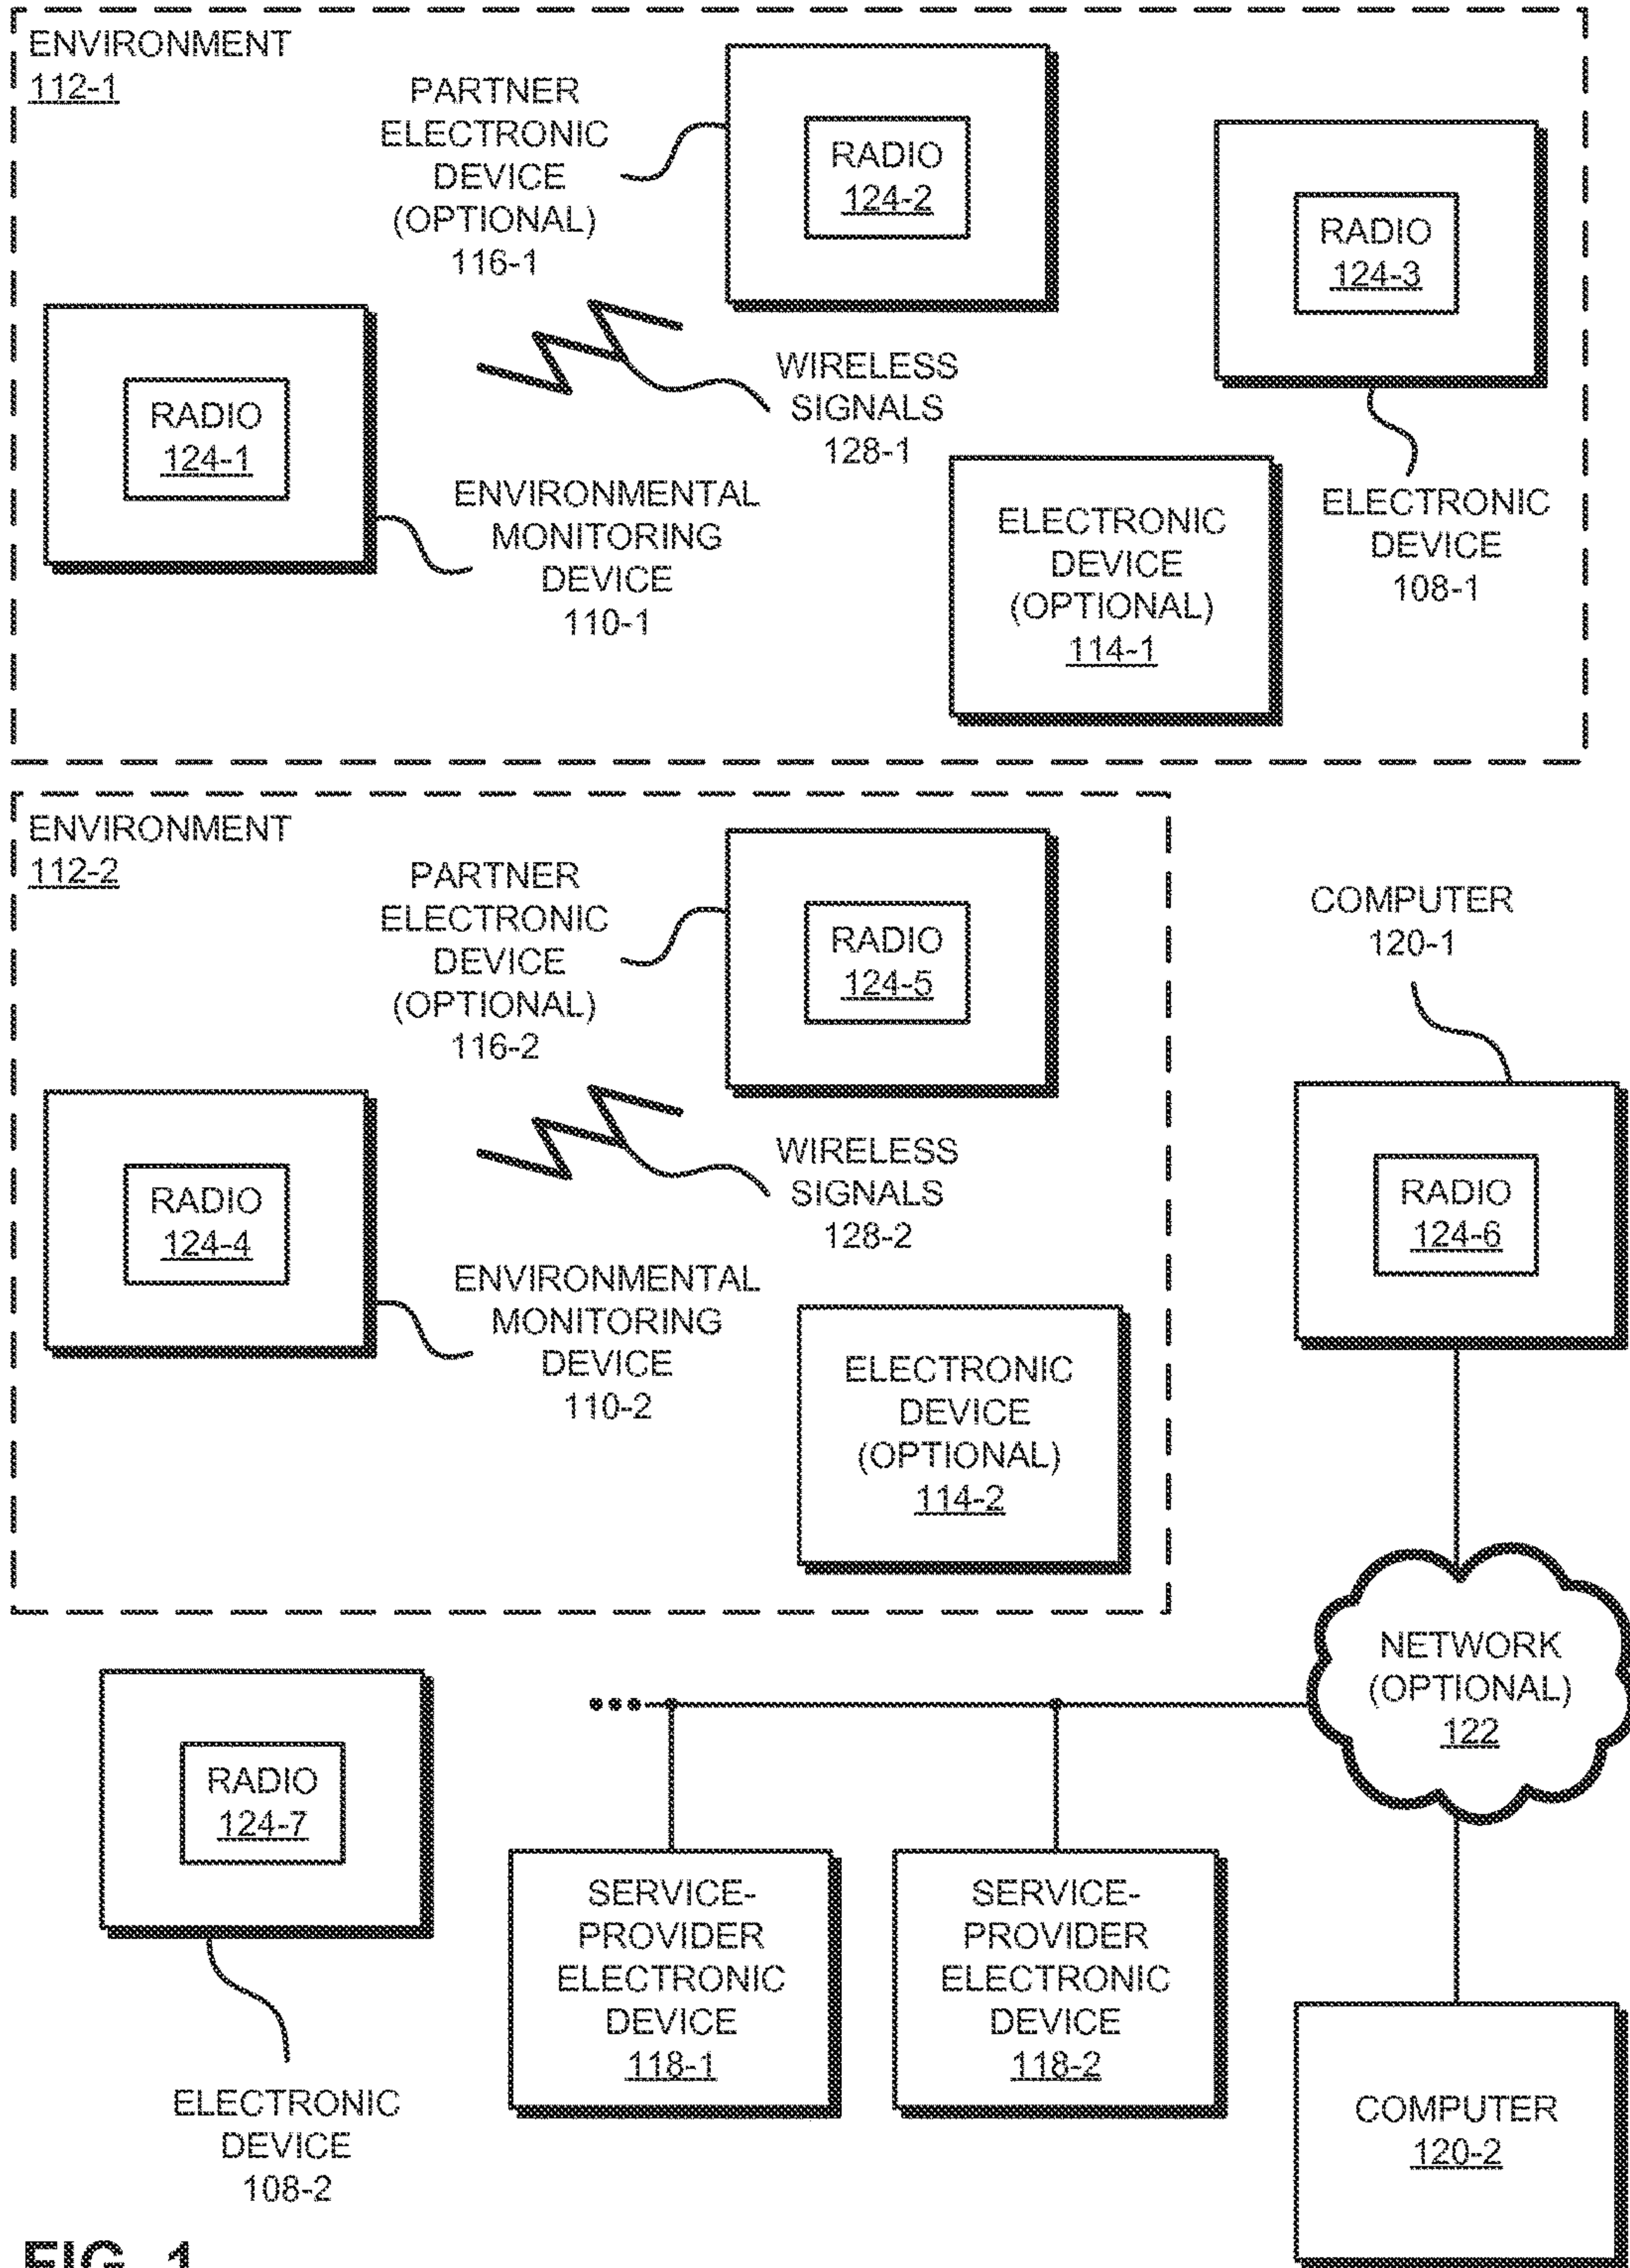 ENVIRONMENT
112-1
PARTNER
ELECTRONIC
DEVICE
(OPTIONAL)
116-1
RADIO
124-2
RADIO
124-3
RADIO
124-1
WIRELESS
SIGNALS
128-1
ENVIRONMENTAL
MONITORING
DEVICE
110-1
ELECTRONIC
DEVICE
(OPTIONAL)
114-1
ELECTRONIC
DEVICE
108-1
ENVIRONMENT
112-2
PARTNER
ELECTRONIC
DEVICE
(OPTIONAL)
116-2
RADIO
124-5
COMPUTER
120-1
RADIO
124-4
WIRELESS
SIGNALS
128-2
RADIO
124-6
ENVIRONMENTAL
MONITORING
DEVICE
110-2
ELECTRONIC
DEVICE
(OPTIONAL)
114-2
NETWORK
(OPTIONAL)
122
RADIO
124-7
ELECTRONIC
DEVICE
108-2
SERVICE-
PROVIDER
ELECTRONIC
DEVICE
118-1
SERVICE-
PROVIDER
ELECTRONIC
DEVICE
118-2
COMPUTER
120-2
FIG. 1